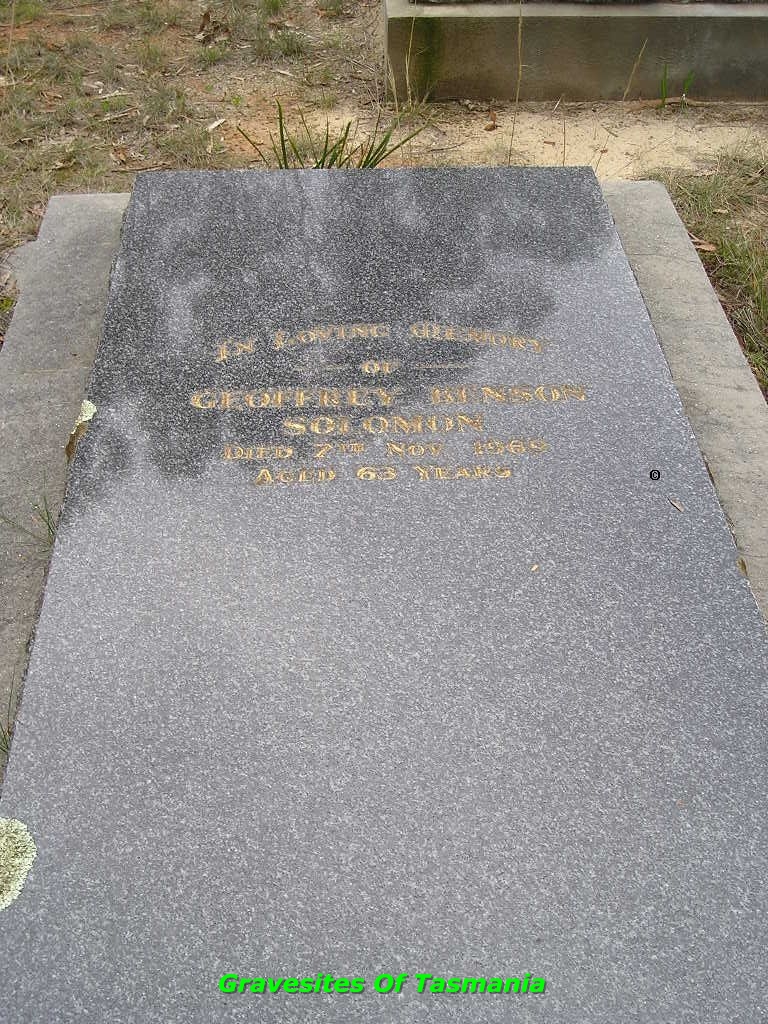 In Loving Memory
OF
GEOFFREY BENSON
SOLOMON
DIED 7TH NOV. 1969
AGED 63 YEARS
©
Gravesites Of Tasmania